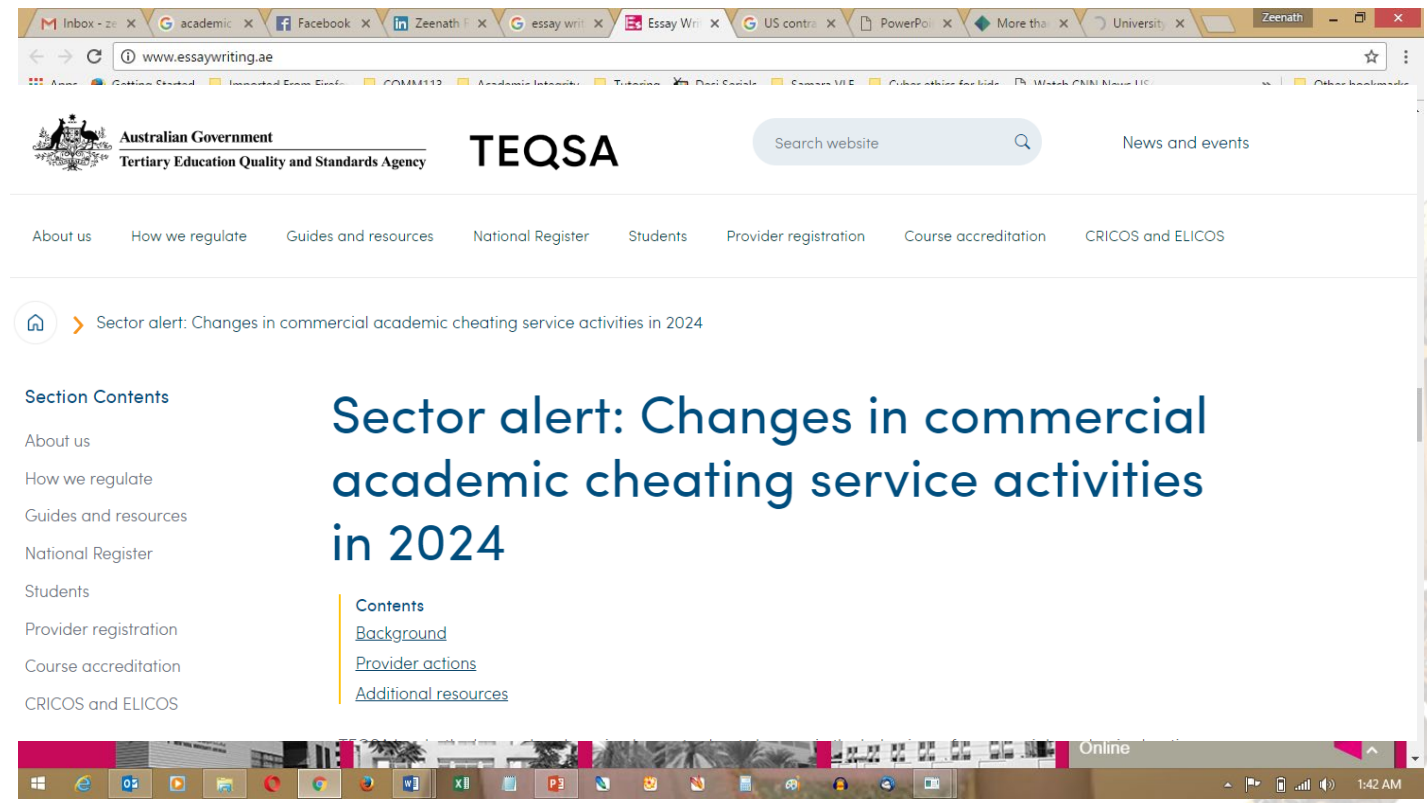 Inbox - ze
academic
Facebook
Zeenath F
essay writ
Essay Wri
US contra
PowerPoi
More tha
University
Zeenath
www.essaywriting.ae
Apps
Getting Started
Imported From Firefo
COMM113
Academic Integrity
Tutoring
Desi Serials
Samara VLE
Cyber ethics for kids
Watch CNN News US
»
Other bookmarks
Australian Government
Tertiary Education Quality and Standards Agency
TEQSA
Search website
News and events
About us
How we regulate
Guides and resources
National Register
Students
Provider registration
Course accreditation
CRICOS and ELICOS
Sector alert: Changes in commercial academic cheating service activities in 2024
Section Contents
About us
How we regulate
Guides and resources
National Register
Students
Provider registration
Course accreditation
CRICOS and ELICOS
Sector alert: Changes in commercial
academic cheating service activities
in 2024
Contents
Background
Provider actions
Additional resources
Online
1:42 AM